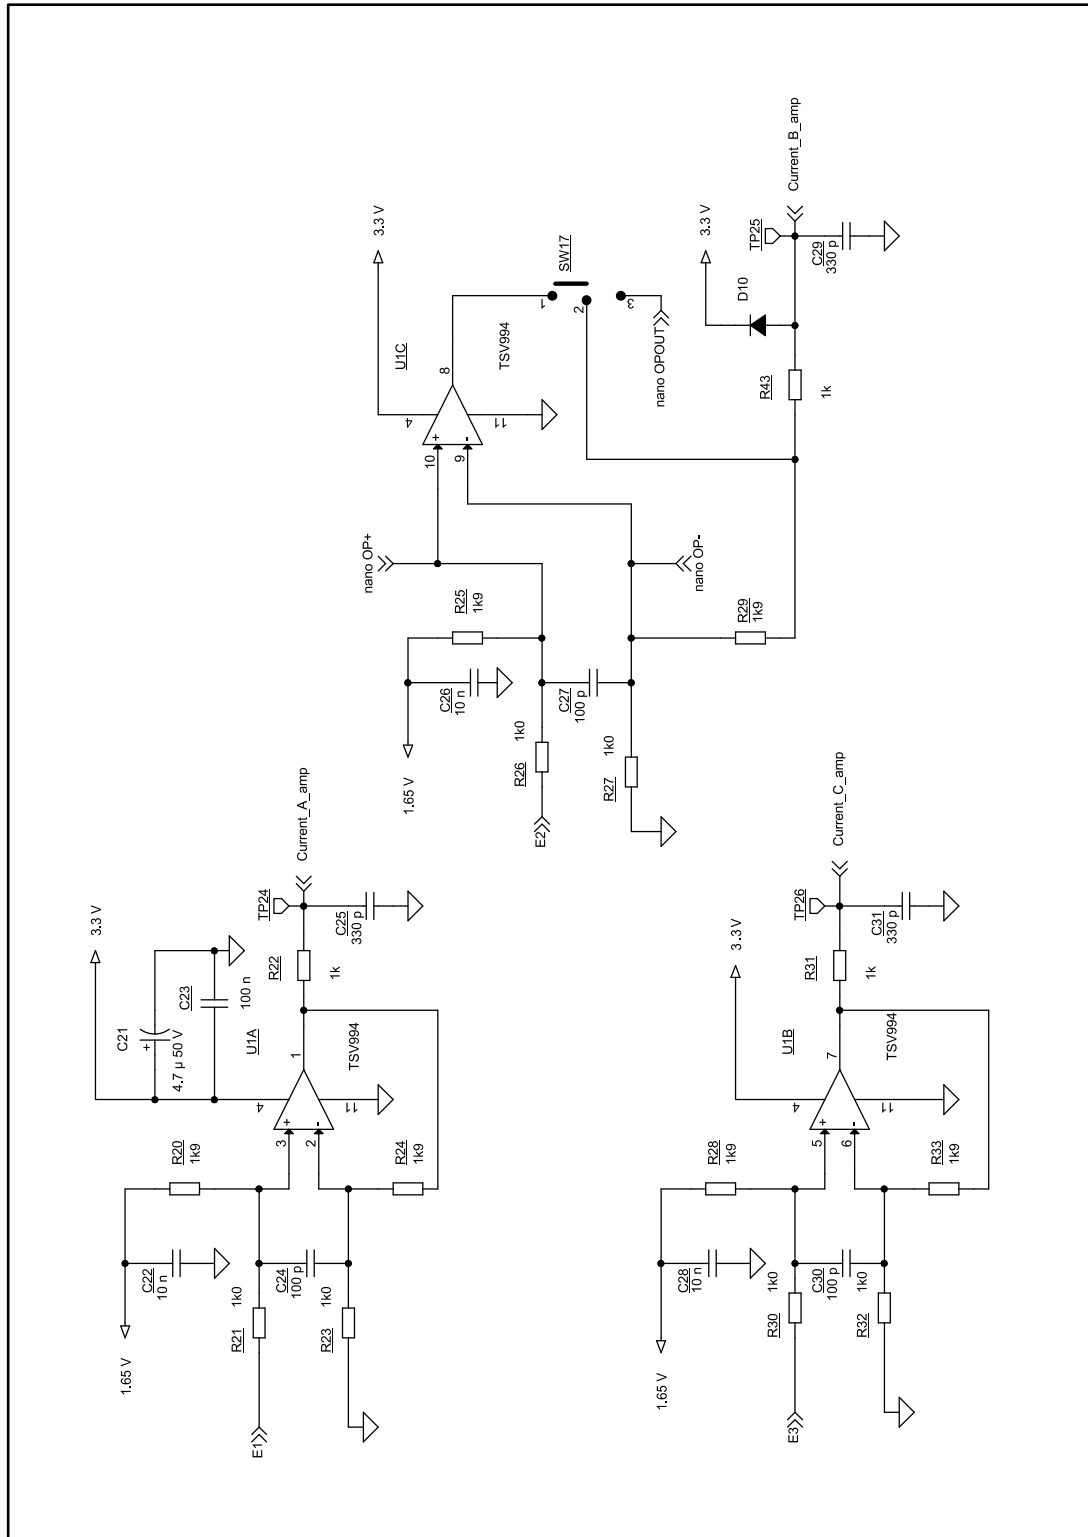 1.65 V
C22
10 n
R20
1k9
E1
R21
1k0
C24
100 p
R23
1k0
C21
+
4.7 µ 50 V
C23
100 n
3.3 V
U1A
TSV994
3
+
2
-
4
11
1
R24
1k9
R22
1k
TP24
C25
330 p
Current_A_amp
1.65 V
C28
10 n
R28
1k9
E3
R30
1k0
C30
100 p
R32
1k0
3.3 V
U1B
TSV994
5
+
6
-
4
11
7
R33
1k9
R31
1k
TP26
C31
330 p
Current_C_amp
1.65 V
C26
10 n
R25
1k9
E2
R26
1k0
C27
100 p
R27
1k0
nano OP+
nano OP-
R29
1k9
3.3 V
U1C
TSV994
10
+
9
-
4
11
8
SW17
1
2
3
nano OPOUT
3.3 V
D10
R43
1k
TP25
C29
330 p
Current_B_amp